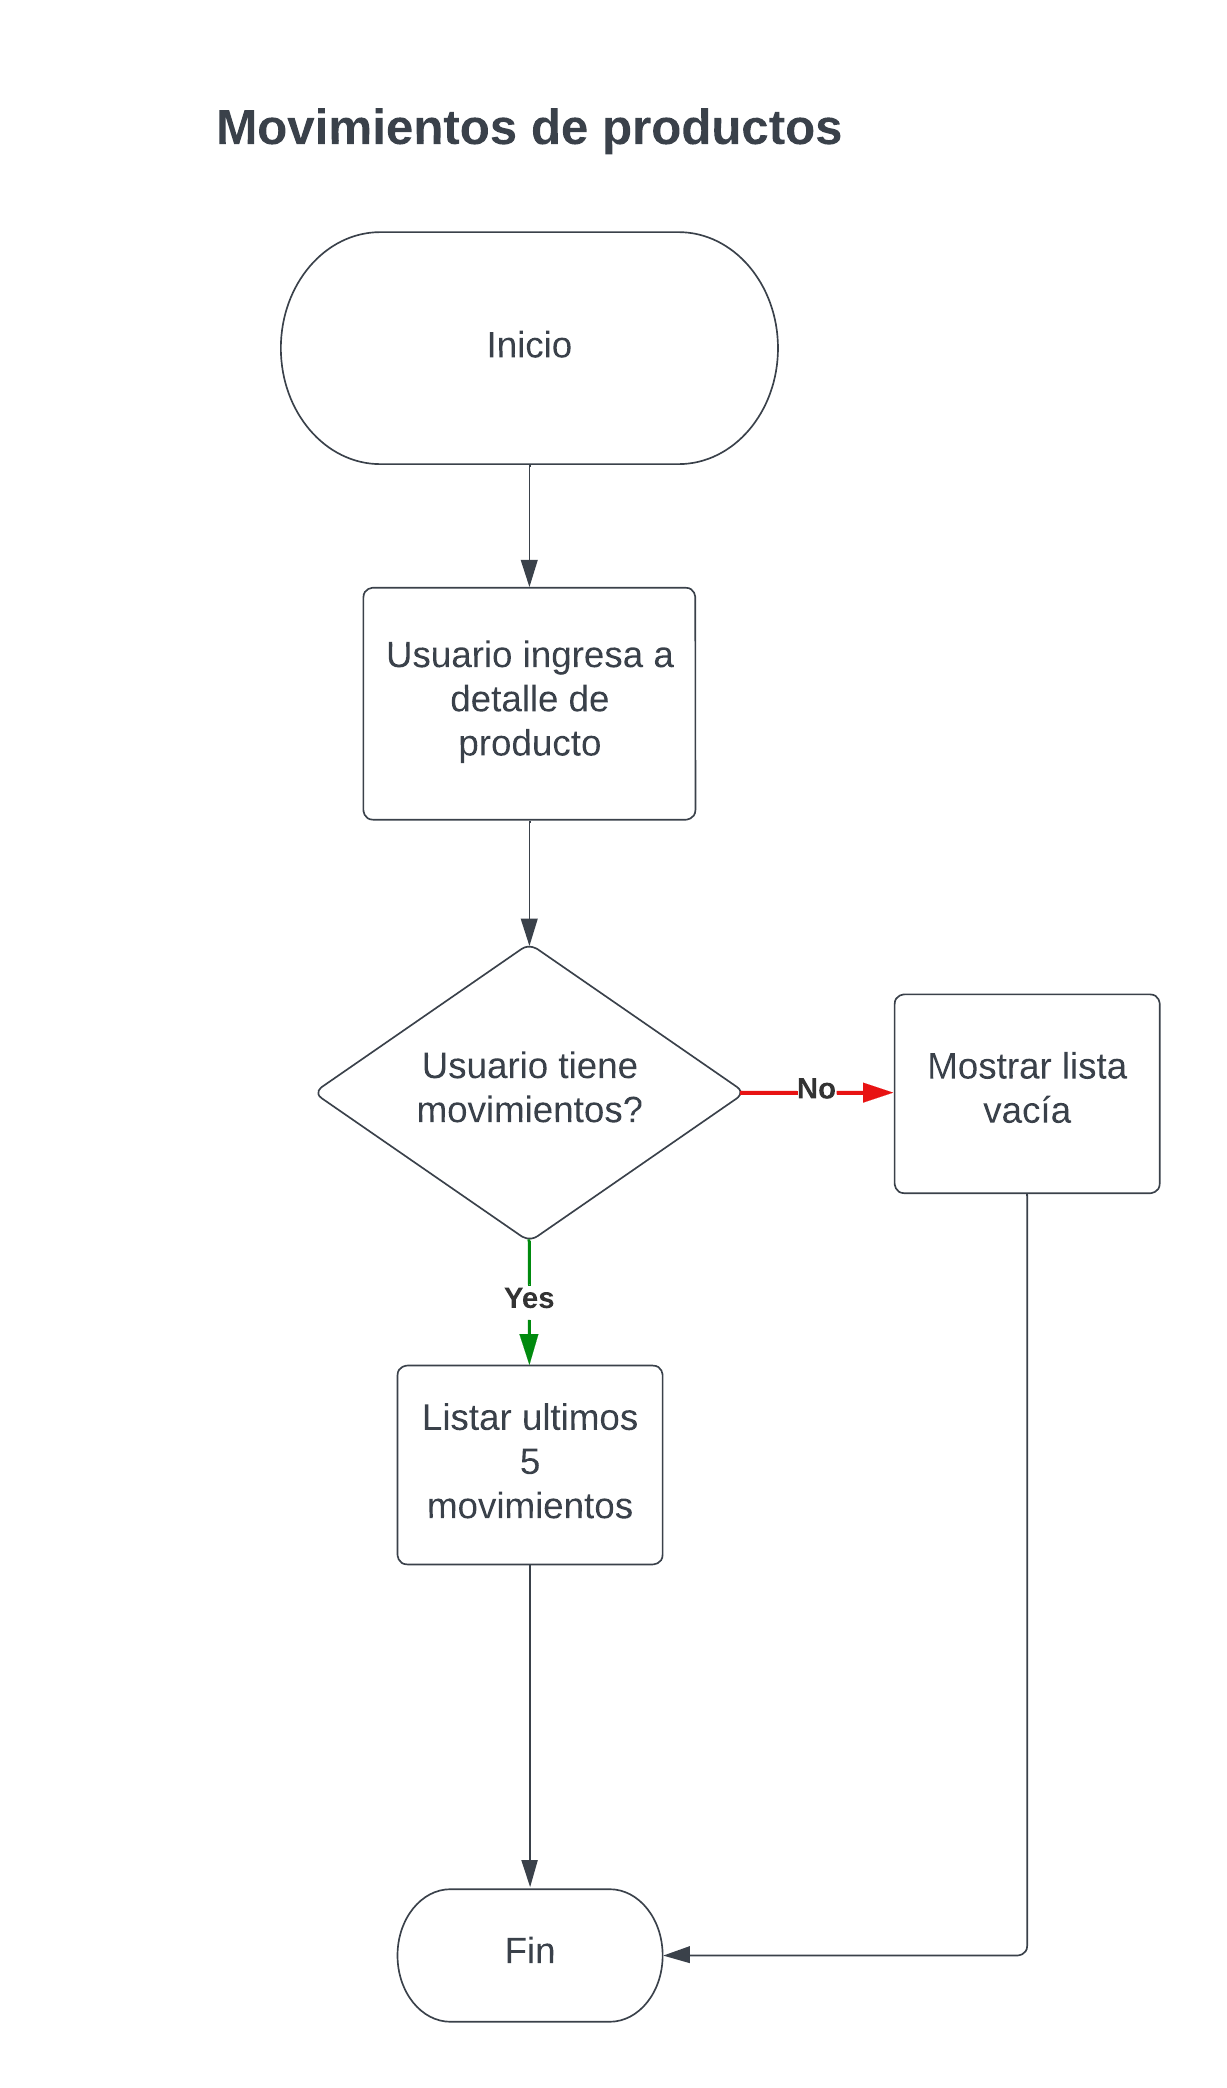 Movimientos de productos
Inicio
Usuario ingresa a
detalle de
producto
Usuario tiene
movimientos?
No
Mostrar lista
vacía
Yes
Listar ultimos
5
movimientos
Fin